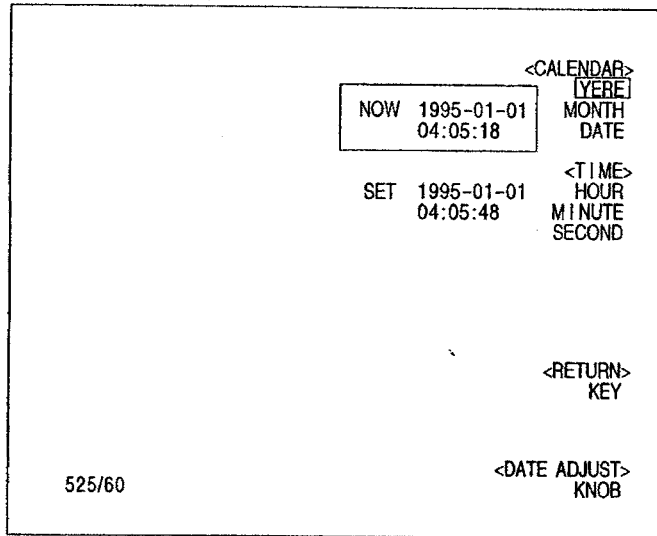 <CALENDAR>
YERE
NOW 1995-01-01 MONTH
04:05:18 DATE
<TIME>
SET 1995-01-01 HOUR
04:05:48 MINUTE
SECOND
<RETURN>
KEY
<DATE ADJUST>
525/60 KNOB